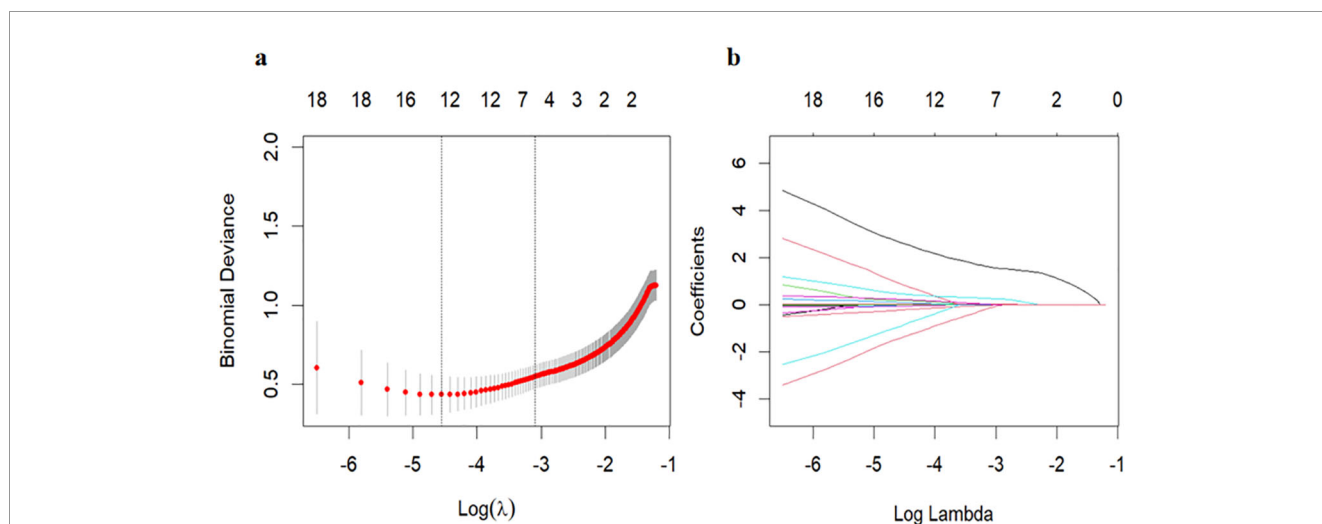 a
18 18 16 12 12 7 4 3 2 2
2.0
1.5
1.0
0.5
Binomial Deviance
-6 -5 -4 -3 -2 -1
Log(λ)
b
18 16 12 7 2 0
6
4
2
0
-2
-4
Coefficients
-6 -5 -4 -3 -2 -1
Log Lambda